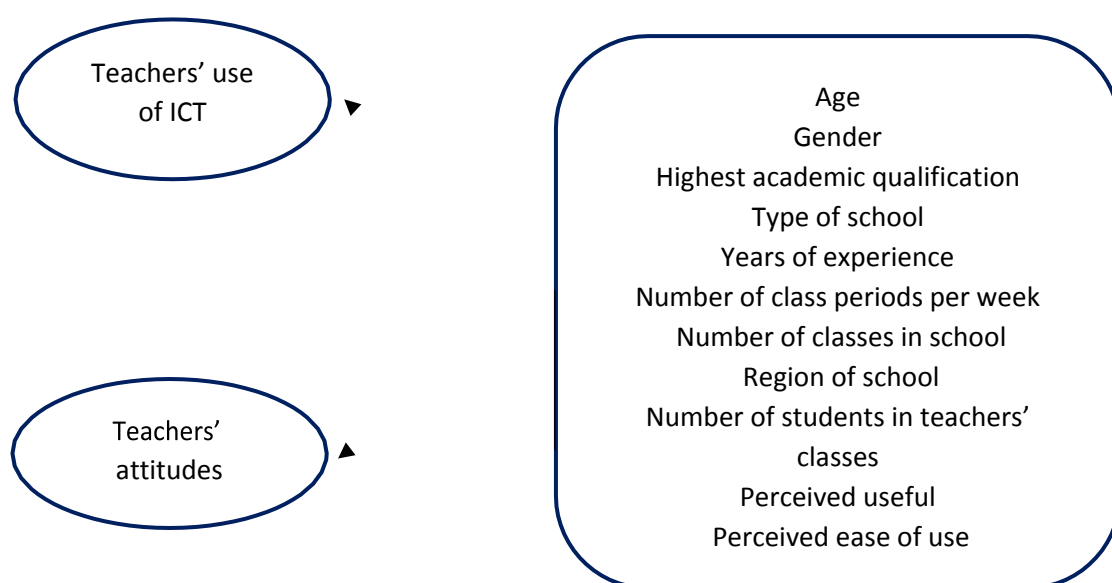 Teachers’ use
of ICT
Teachers’
attitudes
Age
Gender
Highest academic qualification
Type of school
Years of experience
Number of class periods per week
Number of classes in school
Region of school
Number of students in teachers’
classes
Perceived useful
Perceived ease of use